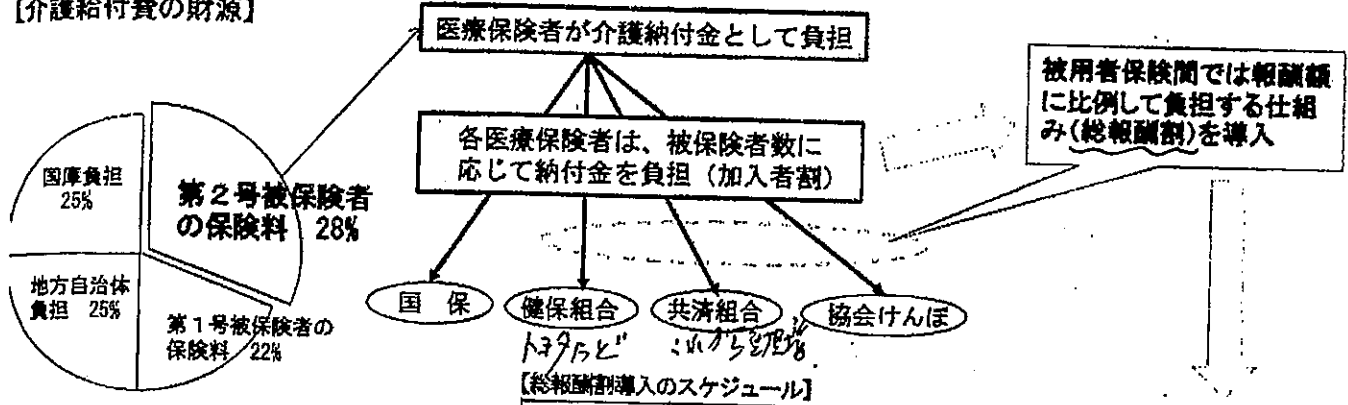 【介護給付費の財源】
医療保険者が介護納付金として負担
被用者保険間では報酬額
に比例して負担する仕組
み(総報酬割)を導入
各医療保険者は、被保険者数に
応じて納付金を負担（加入者割）
国庫負担
25%
第２号被保険者
の保険料 28%
地方自治体
負担 25%
第１号被保険者の
保険料 22%
国 保
健保組合
共済組合
協会けんぽ
トヨタなど
【総報酬割導入のスケジュール】